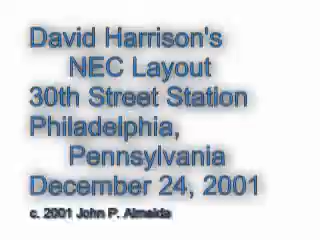 David Harrison's
NEC Layout
30th Street Station
Philadelphia,
Pennsylvania
December 24, 2001
c. 2001 John P. Almeida